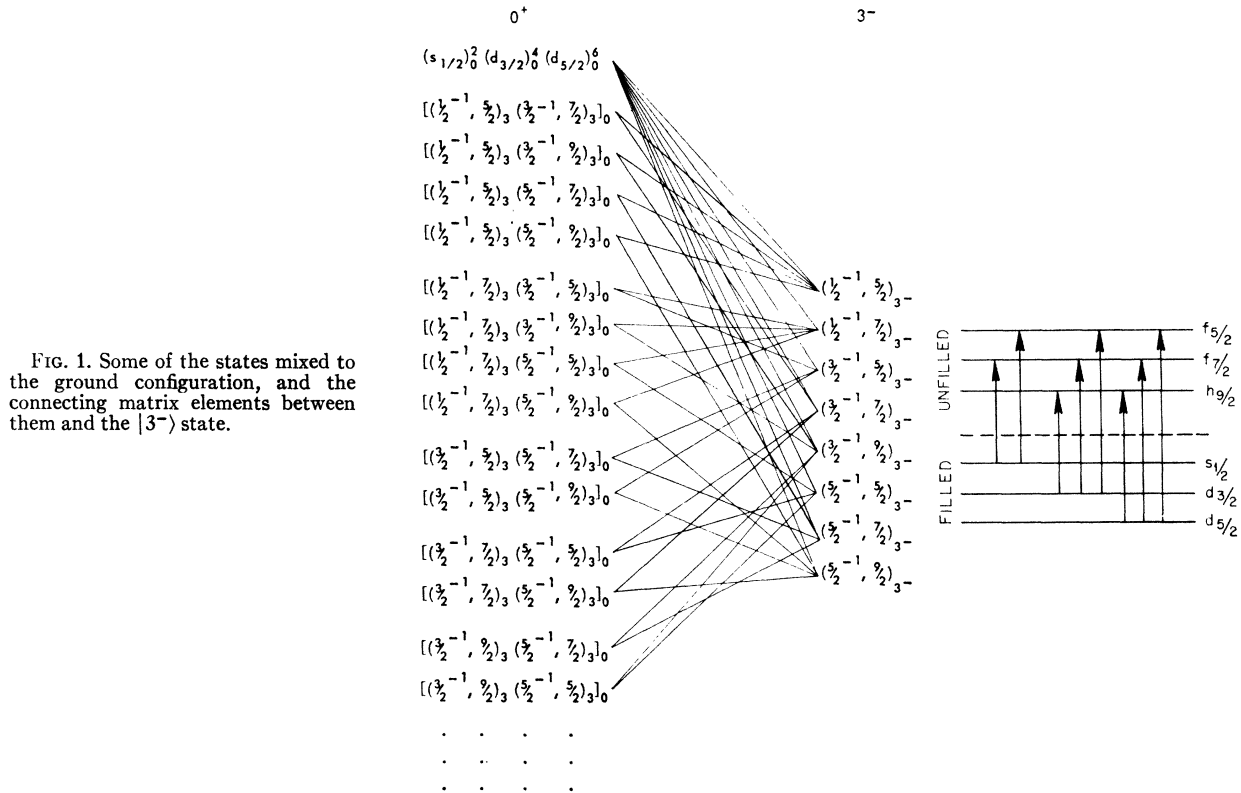 0⁺
3−
(s₁/₂)²₀ (d₃/₂)⁴₀ (d₅/₂)⁶₀
[(½⁻¹, 5/2)₃ (3/2⁻¹, 7/2)₃]₀
[(½⁻¹, 5/2)₃ (3/2⁻¹, 9/2)₃]₀
[(½⁻¹, 5/2)₃ (5/2⁻¹, 7/2)₃]₀
[(½⁻¹, 5/2)₃ (5/2⁻¹, 9/2)₃]₀
[(½⁻¹, 7/2)₃ (3/2⁻¹, 5/2)₃]₀
[(½⁻¹, 7/2)₃ (3/2⁻¹, 9/2)₃]₀
[(½⁻¹, 7/2)₃ (5/2⁻¹, 5/2)₃]₀
[(½⁻¹, 7/2)₃ (5/2⁻¹, 9/2)₃]₀
[(3/2⁻¹, 5/2)₃ (5/2⁻¹, 7/2)₃]₀
[(3/2⁻¹, 5/2)₃ (5/2⁻¹, 9/2)₃]₀
[(3/2⁻¹, 7/2)₃ (5/2⁻¹, 5/2)₃]₀
[(3/2⁻¹, 7/2)₃ (5/2⁻¹, 9/2)₃]₀
[(3/2⁻¹, 9/2)₃ (5/2⁻¹, 7/2)₃]₀
[(3/2⁻¹, 9/2)₃ (5/2⁻¹, 5/2)₃]₀
(½⁻¹, 5/2)₃₋
(½⁻¹, 7/2)₃₋
(3/2⁻¹, 5/2)₃₋
(3/2⁻¹, 7/2)₃₋
(3/2⁻¹, 9/2)₃₋
(5/2⁻¹, 5/2)₃₋
(5/2⁻¹, 7/2)₃₋
(5/2⁻¹, 9/2)₃₋
UNFILLED
FILLED
f5/2
f7/2
h9/2
s1/2
d3/2
d5/2
FIG. 1. Some of the states mixed to
the ground configuration, and the
connecting matrix elements between
them and the |3⁻⟩ state.